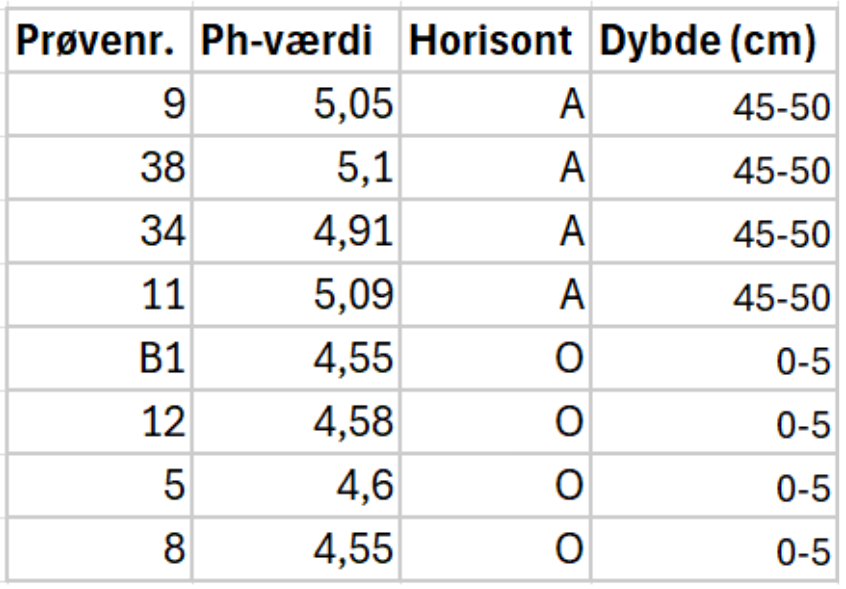 Prøvenr. Ph-værdi Horisont Dybde (cm)
9 5,05 A 45-50
38 5,1 A 45-50
34 4,91 A 45-50
11 5,09 A 45-50
B1 4,55 O 0-5
12 4,58 O 0-5
5 4,6 O 0-5
8 4,55 O 0-5